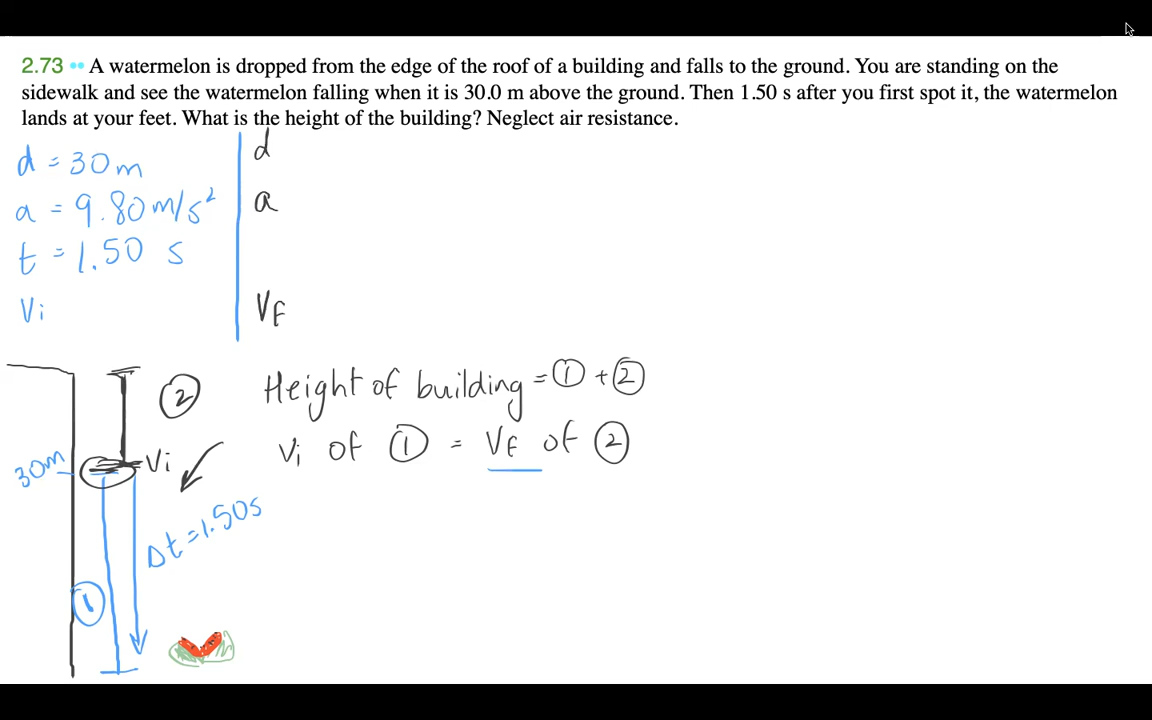 2.73 •• A watermelon is dropped from the edge of the roof of a building and falls to the ground. You are standing on the
sidewalk and see the watermelon falling when it is 30.0 m above the ground. Then 1.50 s after you first spot it, the watermelon
lands at your feet. What is the height of the building? Neglect air resistance.
d = 30m
a = 9.80 m/s²
t = 1.50 s
Vi
d
a
VF
Height of building = ① + ②
Vi of ① = VF of ②
②
30m
Vi
Δt = 1.50s
①